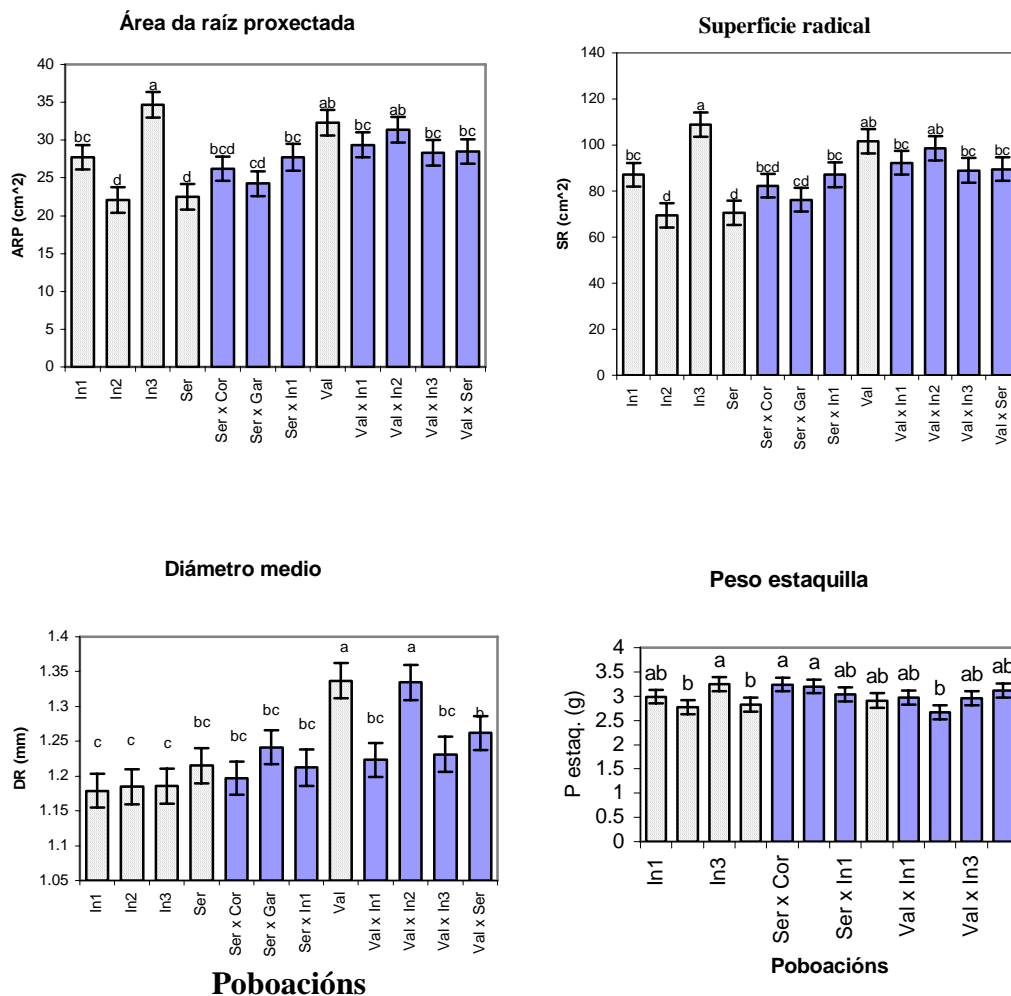 Área da raíz proxectada
ARP (cm^2)
40
35
30
25
20
15
10
5
0
bc
d
a
d
bcd
cd
bc
ab
bc
ab
bc
bc
In1
In2
In3
Ser
Ser x Cor
Ser x Gar
Ser x In1
Val
Val x In1
Val x In2
Val x In3
Val x Ser
Superficie radical
SR (cm^2)
140
120
100
80
60
40
20
0
bc
d
a
d
bcd
cd
bc
ab
bc
ab
bc
bc
In1
In2
In3
Ser
Ser x Cor
Ser x Gar
Ser x In1
Val
Val x In1
Val x In2
Val x In3
Val x Ser
Diámetro medio
DR (mm)
1.4
1.35
1.3
1.25
1.2
1.15
1.1
1.05
c
c
c
bc
bc
bc
bc
a
bc
a
bc
b
In1
In2
In3
Ser
Ser x Cor
Ser x Gar
Ser x In1
Val
Val x In1
Val x In2
Val x In3
Val x Ser
Poboacións
Peso estaquilla
P estaq. (g)
4
3.5
3
2.5
2
1.5
1
0.5
0
ab
b
a
b
a
a
ab
ab
ab
b
ab
ab
In1
In3
Ser x Cor
Ser x In1
Val x In1
Val x In3
Poboacións